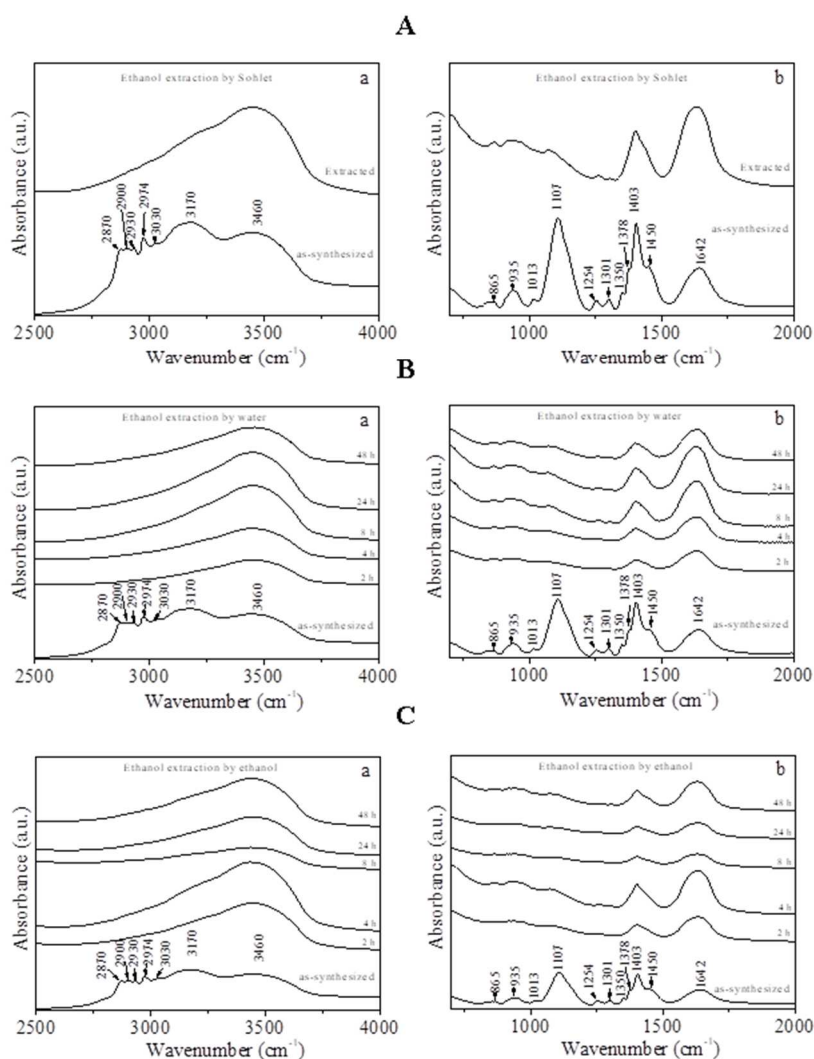 A
a
Ethanol extraction by Sohlet
Extracted
as-synthesized
2870
2900
2930
2974
3030
3170
3460
Absorbance (a.u.)
2500 3000 3500 4000
Wavenumber (cm-1)
b
Ethanol extraction by Sohlet
Extracted
as-synthesized
865
935
1013
1107
1254
1301
1350
1378
1403
1450
1642
Absorbance (a.u.)
1000 1500 2000
Wavenumber (cm-1)
B
a
Ethanol extraction by water
48 h
24 h
8 h
4 h
2 h
as-synthesized
2870
2900
2930
2974
3030
3170
3460
Absorbance (a.u.)
2500 3000 3500 4000
Wavenumber (cm-1)
b
Ethanol extraction by water
48 h
24 h
8 h
4 h
2 h
as-synthesized
865
935
1013
1107
1254
1301
1350
1378
1403
1450
1642
Absorbance (a.u.)
1000 1500 2000
Wavenumber (cm-1)
C
a
Ethanol extraction by ethanol
48 h
24 h
8 h
4 h
2 h
as-synthesized
2870
2900
2930
2974
3030
3170
3460
Absorbance (a.u.)
2500 3000 3500 4000
Wavenumber (cm-1)
b
Ethanol extraction by ethanol
48 h
24 h
8 h
4 h
2 h
as-synthesized
865
935
1013
1107
1254
1301
1350
1378
1403
1450
1642
Absorbance (a.u.)
1000 1500 2000
Wavenumber (cm-1)